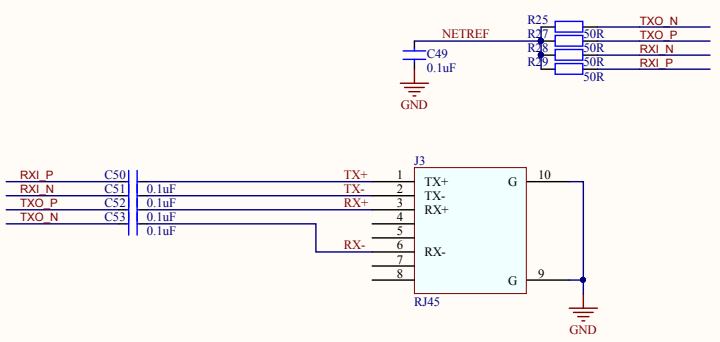 R25 TXO_N
NETREF R27 50R TXO_P
C49 R28 50R RXI_N
0.1uF R29 50R RXI_P
50R
GND
J3
RXI_P C50 TX+ 1 TX+ G 10
RXI_N C51 0.1uF TX- 2 TX-
TXO_P C52 0.1uF RX+ 3 RX+
TXO_N C53 0.1uF 4
0.1uF 5
RX- 6 RX-
7
8 G 9
RJ45
GND